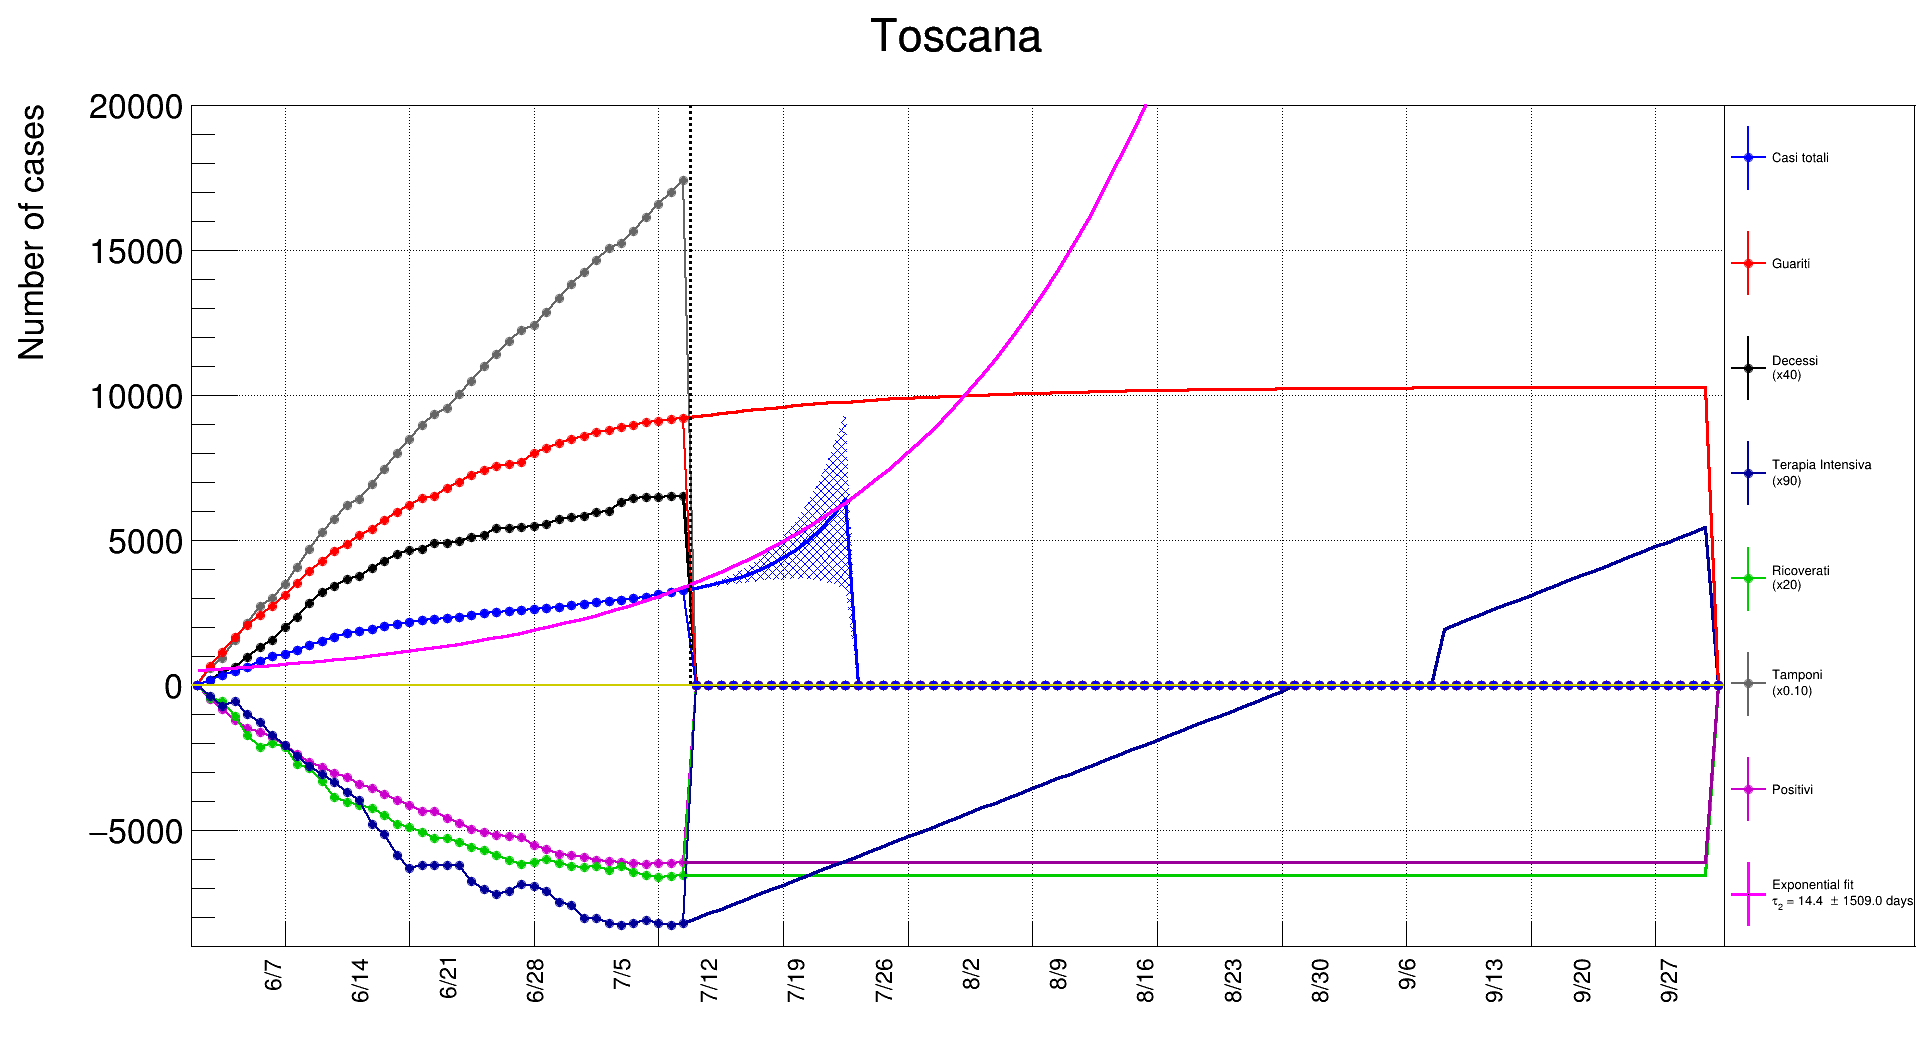 Toscana
Number of cases
20000
15000
10000
5000
0
−5000
6/7
6/14
6/21
6/28
7/5
7/12
7/19
7/26
8/2
8/9
8/16
8/23
8/30
9/6
9/13
9/20
9/27
Casi totali
Guariti
Decessi
(x40)
Terapia Intensiva
(x90)
Ricoverati
(x20)
Tamponi
(x0.10)
Positivi
Exponential fit
τ2 = 14.4 ± 1509.0 days